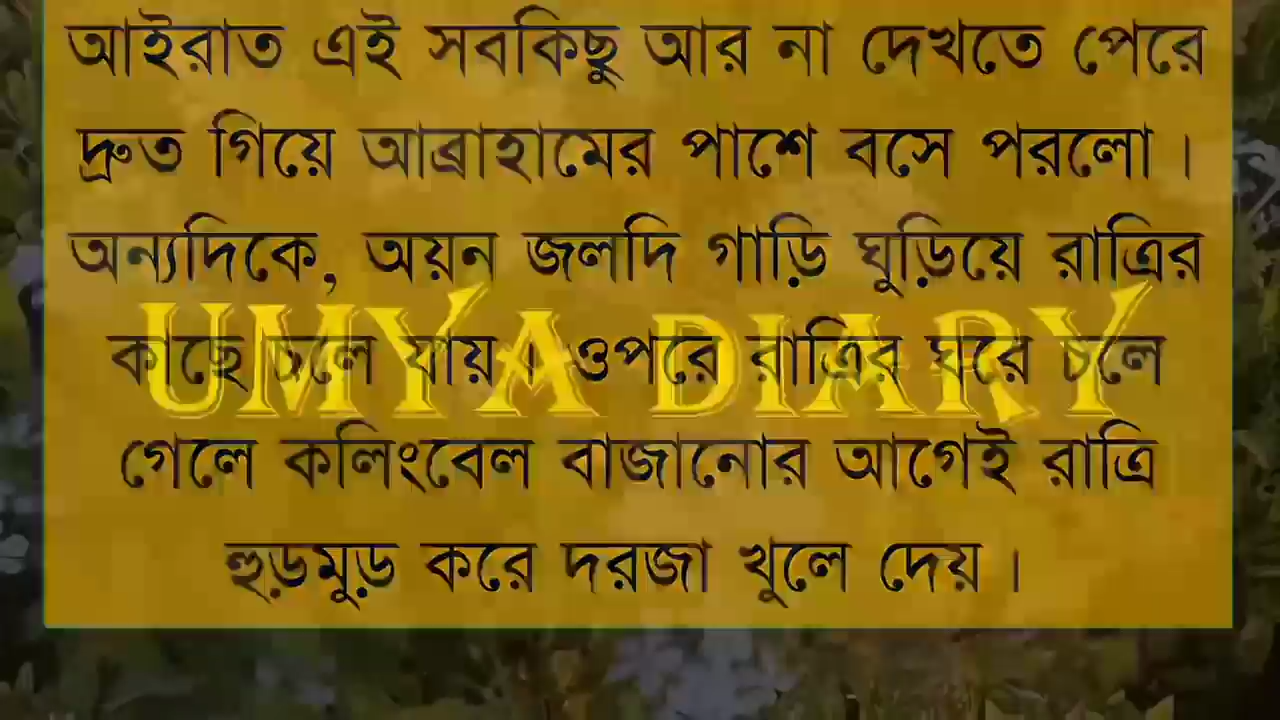 আইরাত এই সবকিছু আর না দেখতে পেরে
দ্রুত গিয়ে আব্রাহামের পাশে বসে পরলো।
অন্যদিকে, অয়ন জলদি গাড়ি ঘুড়িয়ে রাত্রির
কাছে চলে যায়। ওপরে রাত্রির ঘরে চলে
UMYA DIARY
গেলে কলিংবেল বাজানোর আগেই রাত্রি
হুড়মুড় করে দরজা খুলে দেয়।